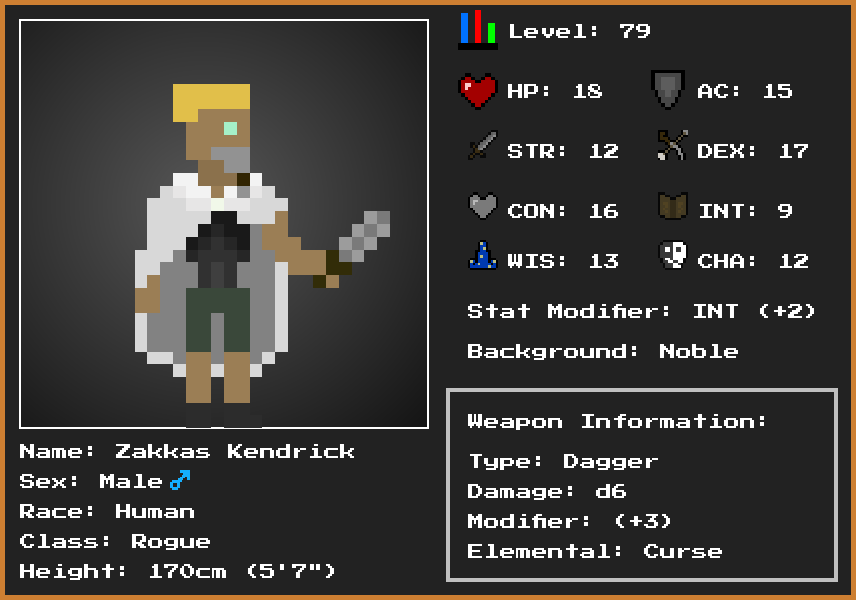 Level: 79
HP: 18
AC: 15
STR: 12
DEX: 17
CON: 16
INT: 9
WIS: 13
CHA: 12
Stat Modifier: INT (+2)
Background: Noble
Weapon Information:
Type: Dagger
Damage: d6
Modifier: (+3)
Elemental: Curse
Name: Zakkas Kendrick
Sex: Male ♂
Race: Human
Class: Rogue
Height: 170cm (5'7")